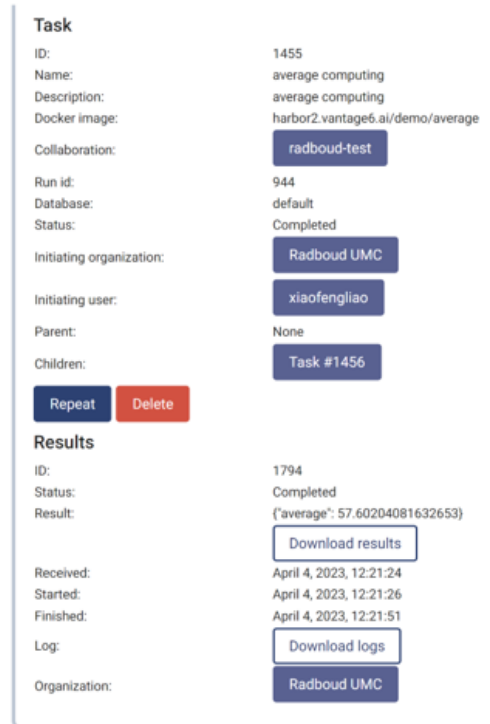 Task
ID: 1455
Name: average computing
Description: average computing
Docker image: harbor2.vantage6.ai/demo/average
Collaboration: radboud-test
Run id: 944
Database: default
Status: Completed
Initiating organization: Radboud UMC
Initiating user: xiaofengliao
Parent: None
Children: Task #1456
Repeat Delete
Results
ID: 1794
Status: Completed
Result: {"average": 57.60204081632653}
Download results
Received: April 4, 2023, 12:21:24
Started: April 4, 2023, 12:21:26
Finished: April 4, 2023, 12:21:51
Log: Download logs
Organization: Radboud UMC